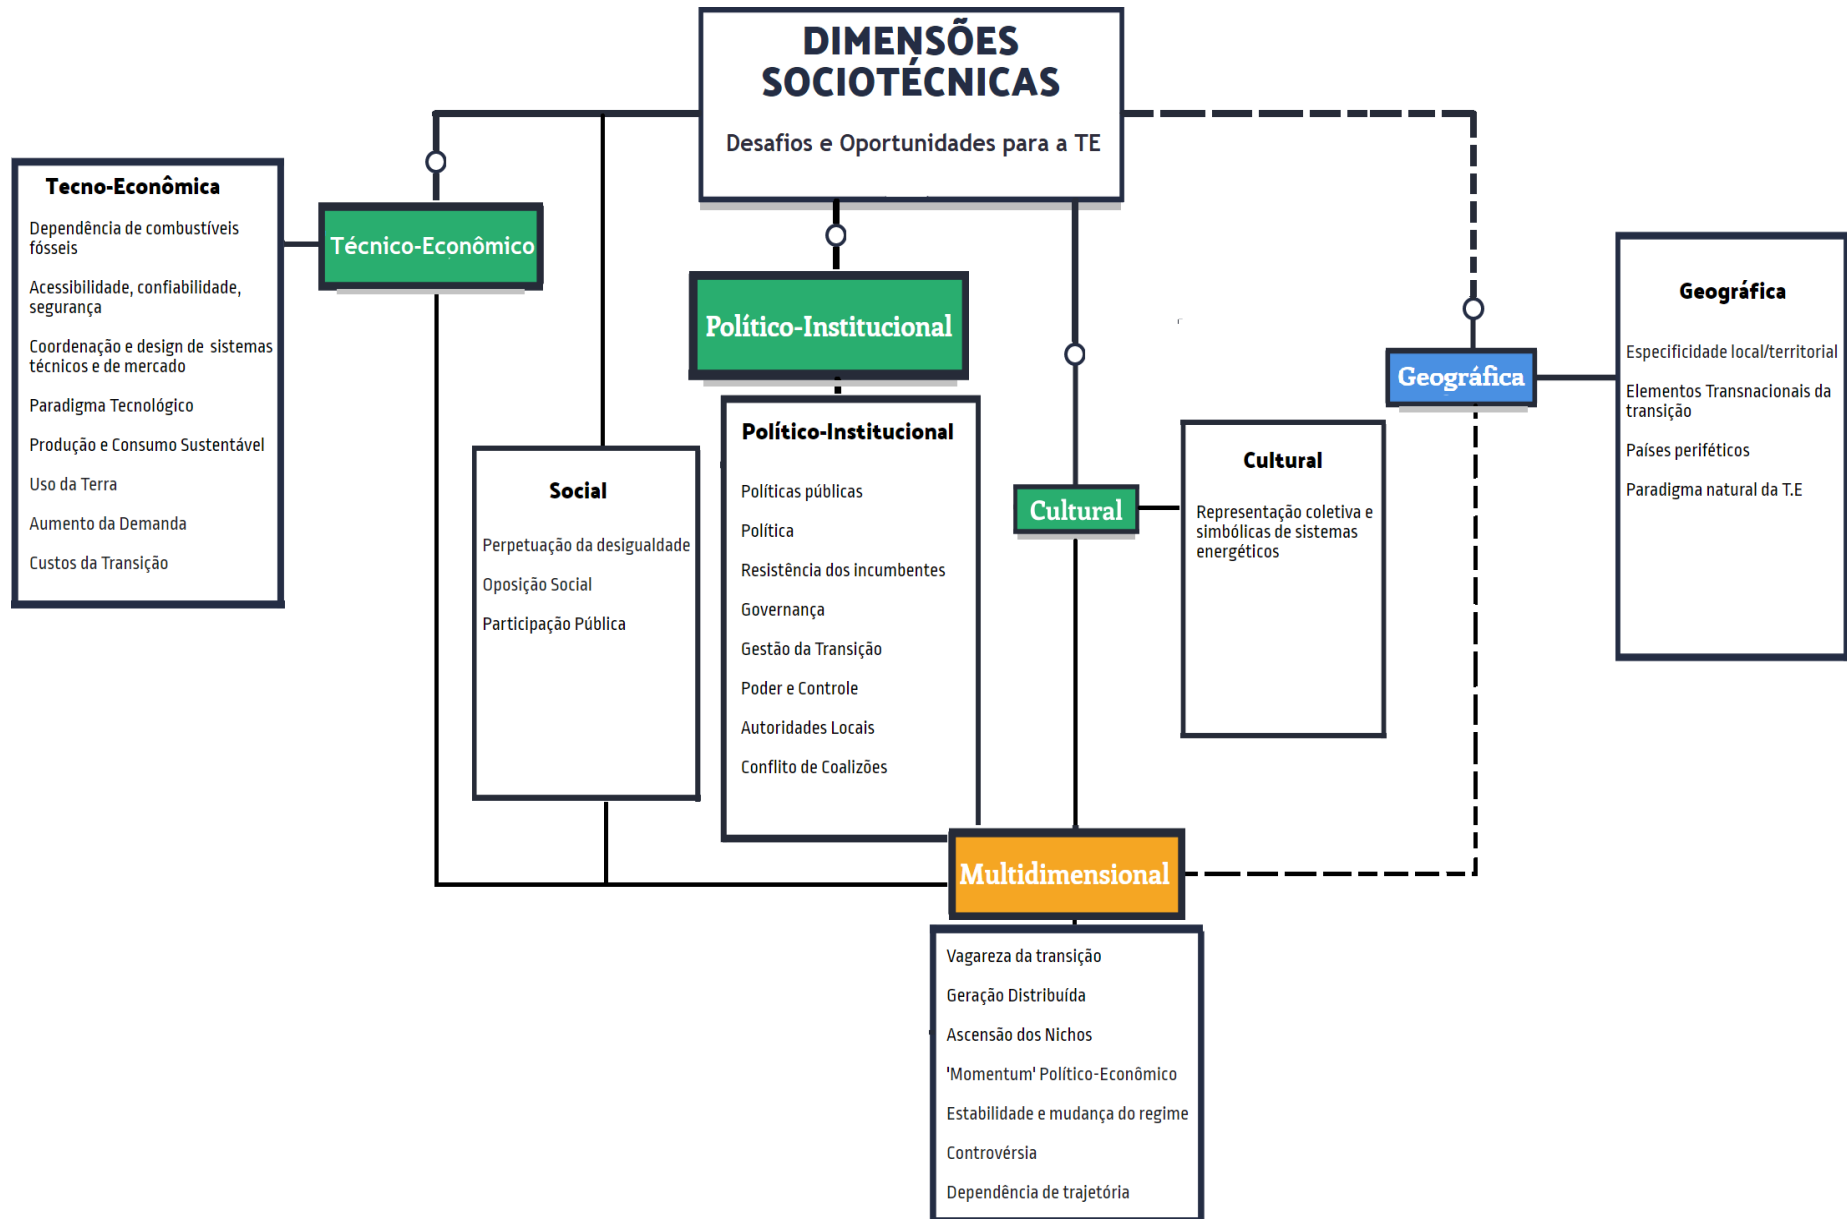 DIMENSÕES
SOCIOTÉCNICAS
Desafios e Oportunidades para a TE
Tecno-Econômica
Dependência de combustíveis
fósseis
Acessibilidade, confiabilidade,
segurança
Coordenação e design de sistemas
técnicos e de mercado
Paradigma Tecnológico
Produção e Consumo Sustentável
Uso da Terra
Aumento da Demanda
Custos da Transição
Técnico-Econômico
Social
Perpetuação da desigualdade
Oposição Social
Participação Pública
Político-Institucional
Político-Institucional
Políticas públicas
Política
Resistência dos incumbentes
Governança
Gestão da Transição
Poder e Controle
Autoridades Locais
Conflito de Coalizões
Cultural
Cultural
Representação coletiva e
simbólicas de sistemas
energéticos
Geográfica
Geográfica
Especificidade local/territorial
Elementos Transnacionais da
transição
Países periféticos
Paradigma natural da T.E
Multidimensional
Vagareza da transição
Geração Distribuída
Ascensão dos Nichos
'Momentum' Político-Econômico
Estabilidade e mudança do regime
Controvérsia
Dependência de trajetória